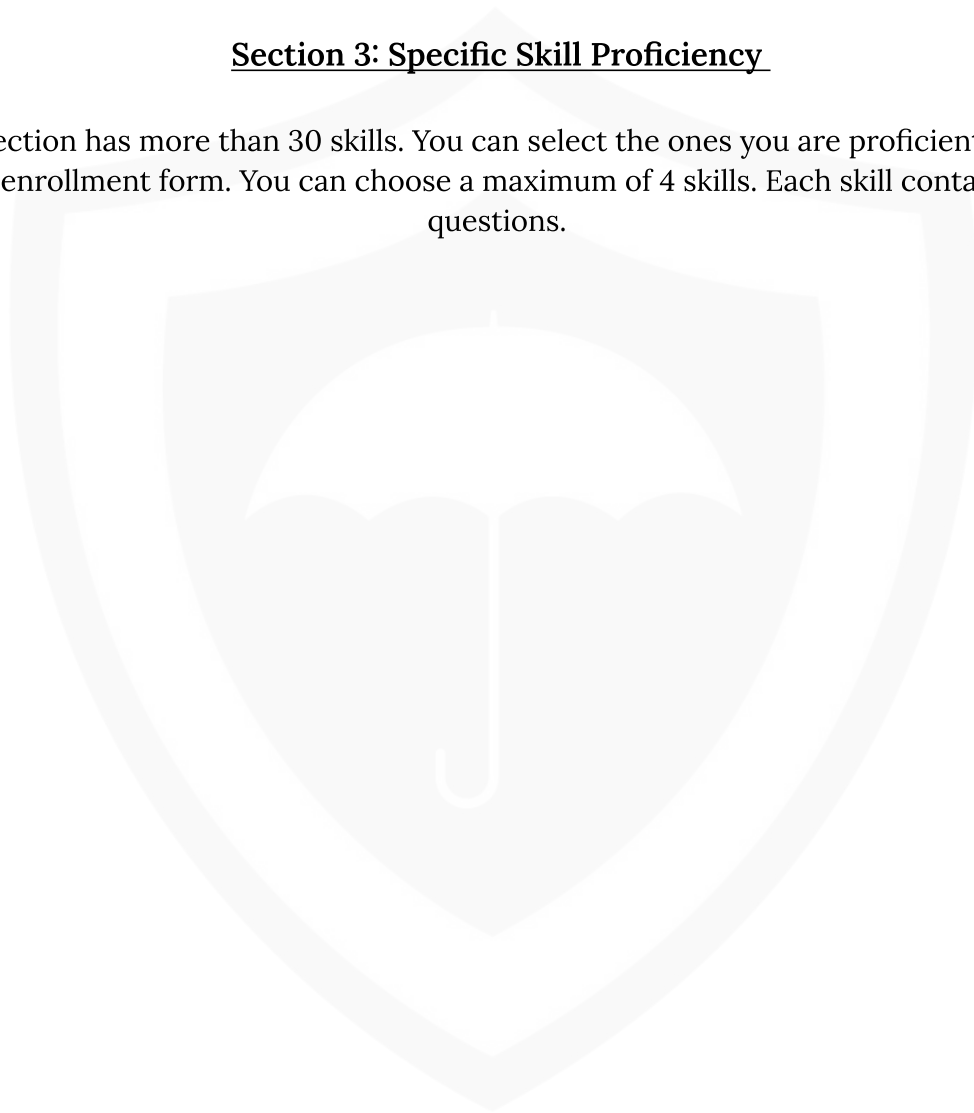 Section 3: Specific Skill Proficiency
ection has more than 30 skills. You can select the ones you are proficient
enrollment form. You can choose a maximum of 4 skills. Each skill conta
questions.